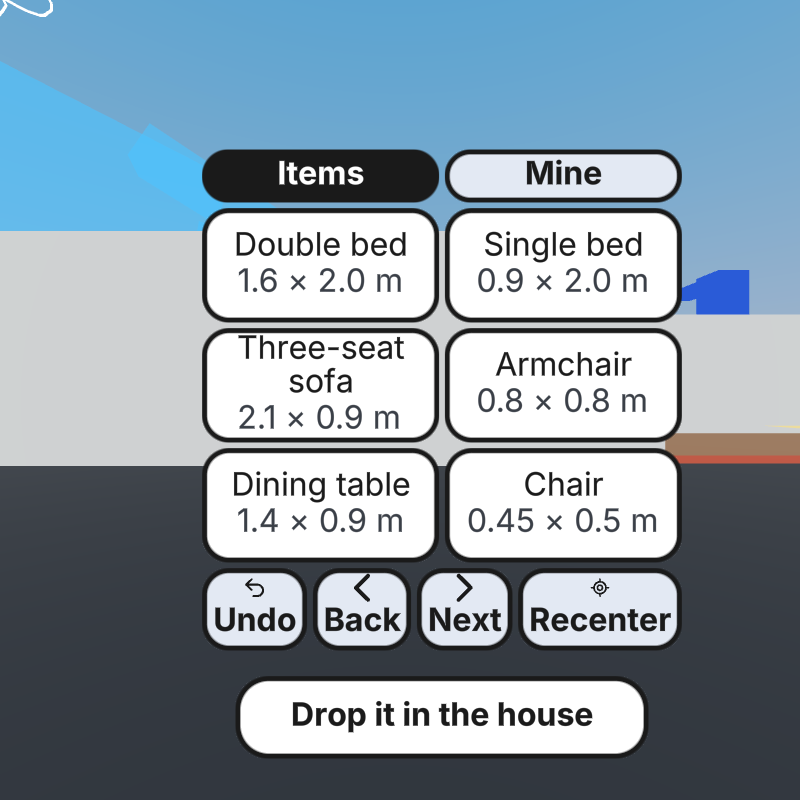 Items
Mine
Double bed
1.6 × 2.0 m
Single bed
0.9 × 2.0 m
Three-seat
sofa
2.1 × 0.9 m
Armchair
0.8 × 0.8 m
Dining table
1.4 × 0.9 m
Chair
0.45 × 0.5 m
Undo
Back
Next
Recenter
Drop it in the house